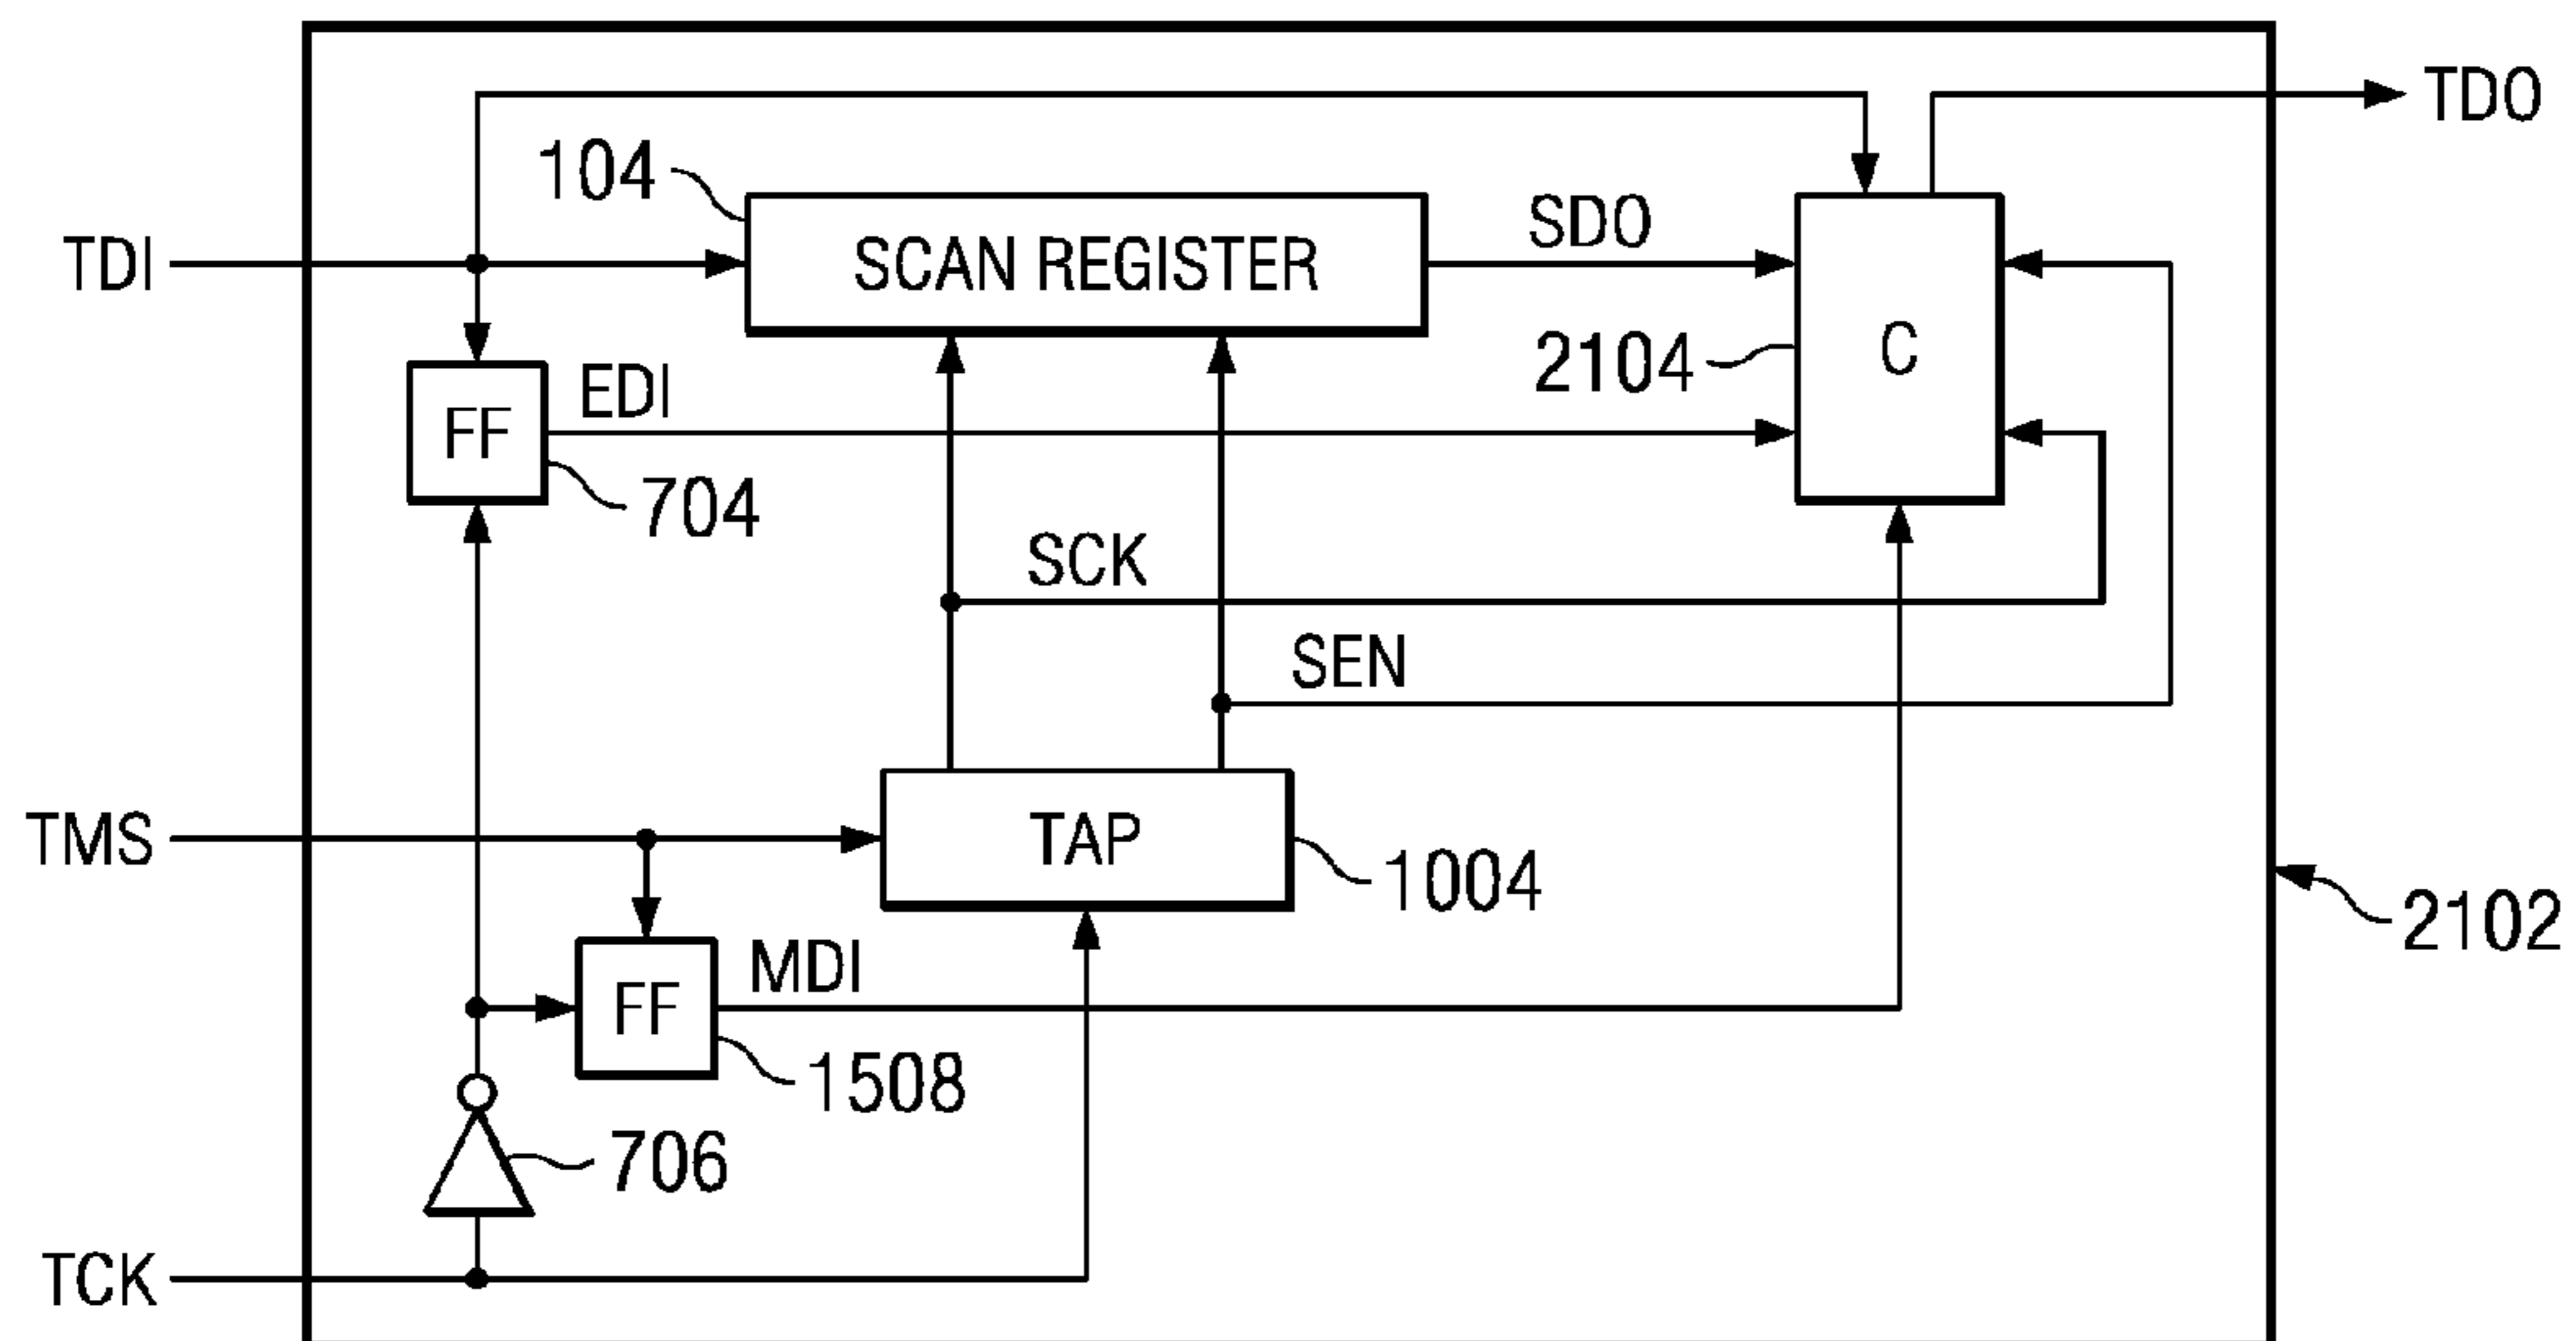 TDO
104
SDO
TDI
SCAN REGISTER
2104
C
EDI
FF
704
SCK
SEN
TMS
TAP
1004
2102
MDI
FF
1508
706
TCK